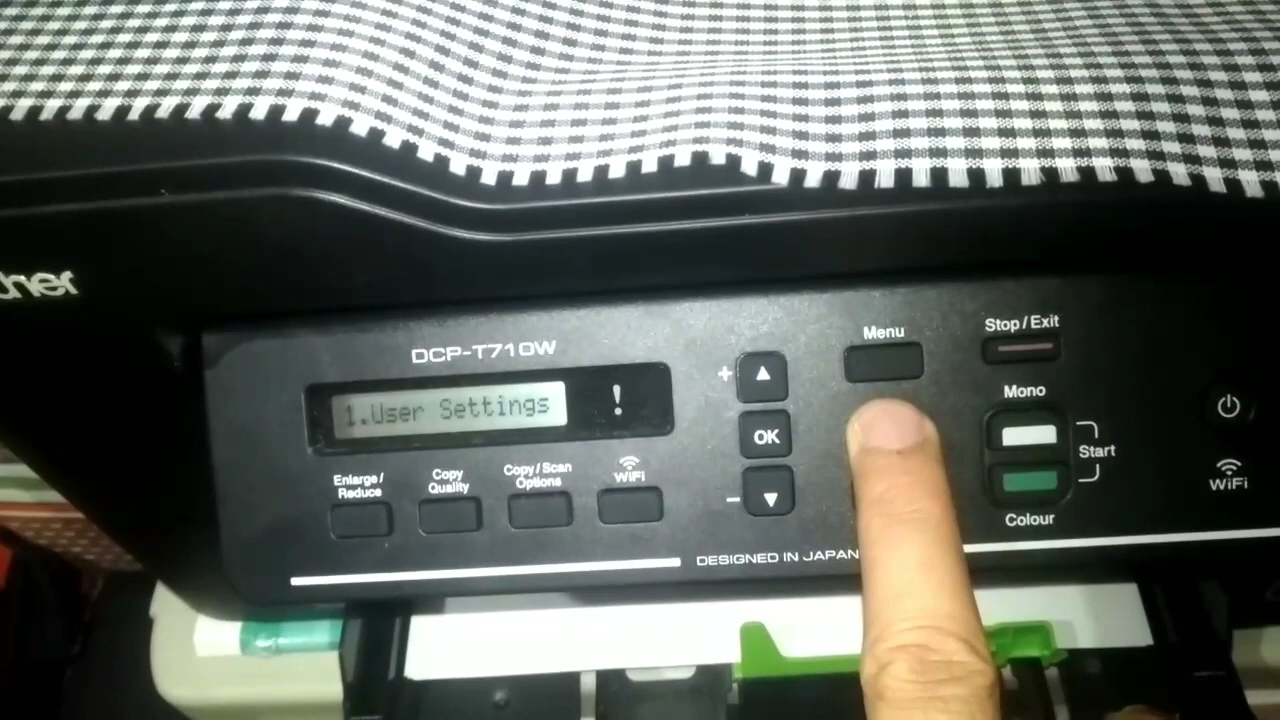 ther
DCP-T710W
1.User Settings
!
Enlarge/
Reduce
Copy
Quality
Copy/Scan
Options
WiFi
+
OK
−
Menu
Stop/Exit
Mono
Start
Colour
WiFi
DESIGNED IN JAPAN